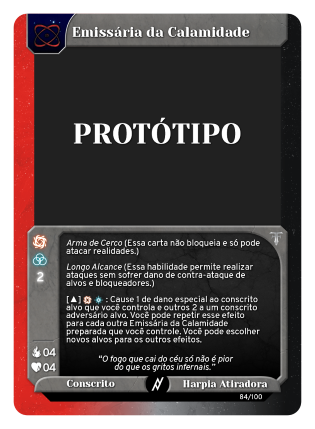 Emissária da Calamidade
PROTÓTIPO
Arma de Cerco (Essa carta não bloqueia e só pode
atacar realidades.)
Longo Alcance (Essa habilidade permite realizar
ataques sem sofrer dano de contra-ataque de
alvos e bloqueadores.)
2
[▲] : Cause 1 de dano especial ao conscrito
alvo que você controla e outros 2 a um conscrito
adversário alvo. Você pode repetir esse efeito
para cada outra Emissária da Calamidade
preparada que você controle. Você pode escolher
novos alvos para os outros efeitos.
04
04
“O fogo que cai do céu só não é pior
do que os gritos infernais.”
Conscrito
Harpia Atiradora
84/100